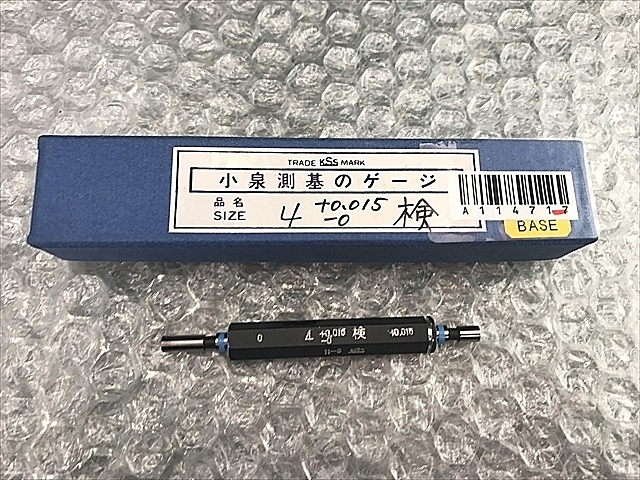 TRADE KSS MARK
小泉測基のゲージ
品名
SIZE 4 +0.015 -0 検
A114717
BASE
0 4 +0.015 -0 検 +0.015